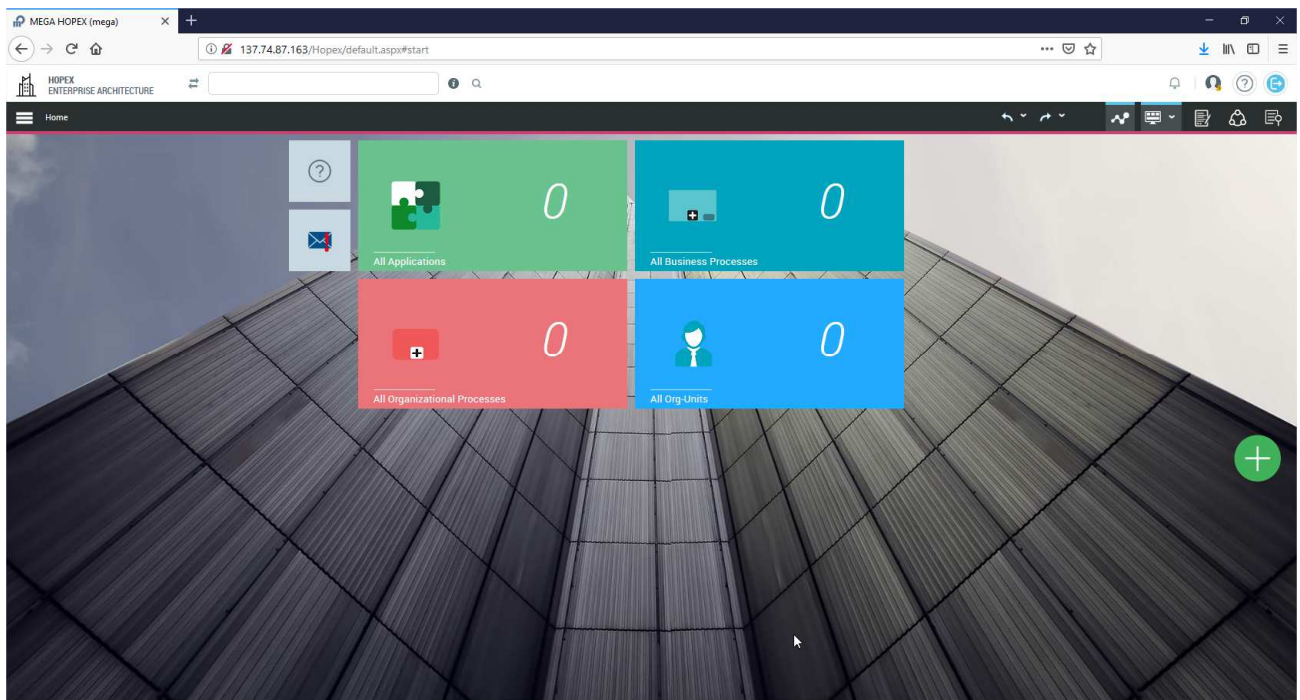 MEGA HOPEX (mega)
137.74.87.163/Hopex/default.aspx#start
HOPEX
ENTERPRISE ARCHITECTURE
Home
0
All Applications
0
All Business Processes
0
All Organizational Processes
0
All Org-Units